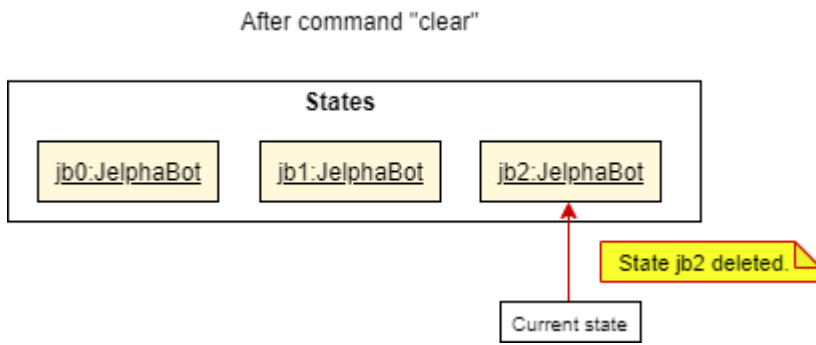 After command "clear"
States
jb0:JelphaBot
jb1:JelphaBot
jb2:JelphaBot
State jb2 deleted.
Current state